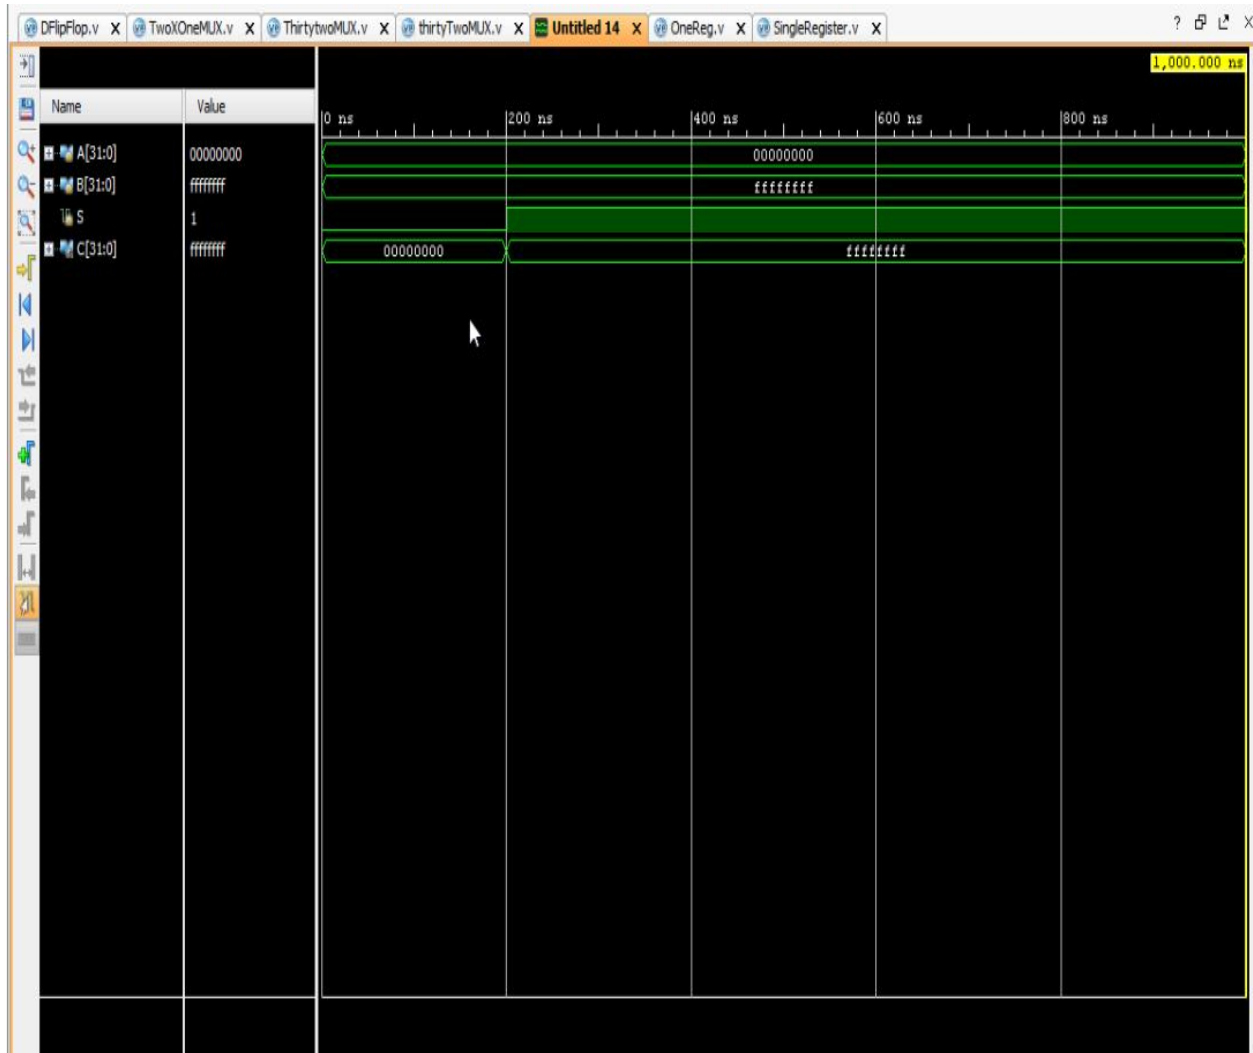 DFlipFlop.v X TwoXOneMUX.v X ThirtytwoMUX.v X thirtyTwoMUX.v X Untitled 14 X OneReg.v X SingleRegister.v X ?
1,000.000 ns
Name Value
0 ns 200 ns 400 ns 600 ns 800 ns
A[31:0] 00000000 00000000
B[31:0] ffffffff ffffffff
S 1
C[31:0] ffffffff 00000000 ffffffff